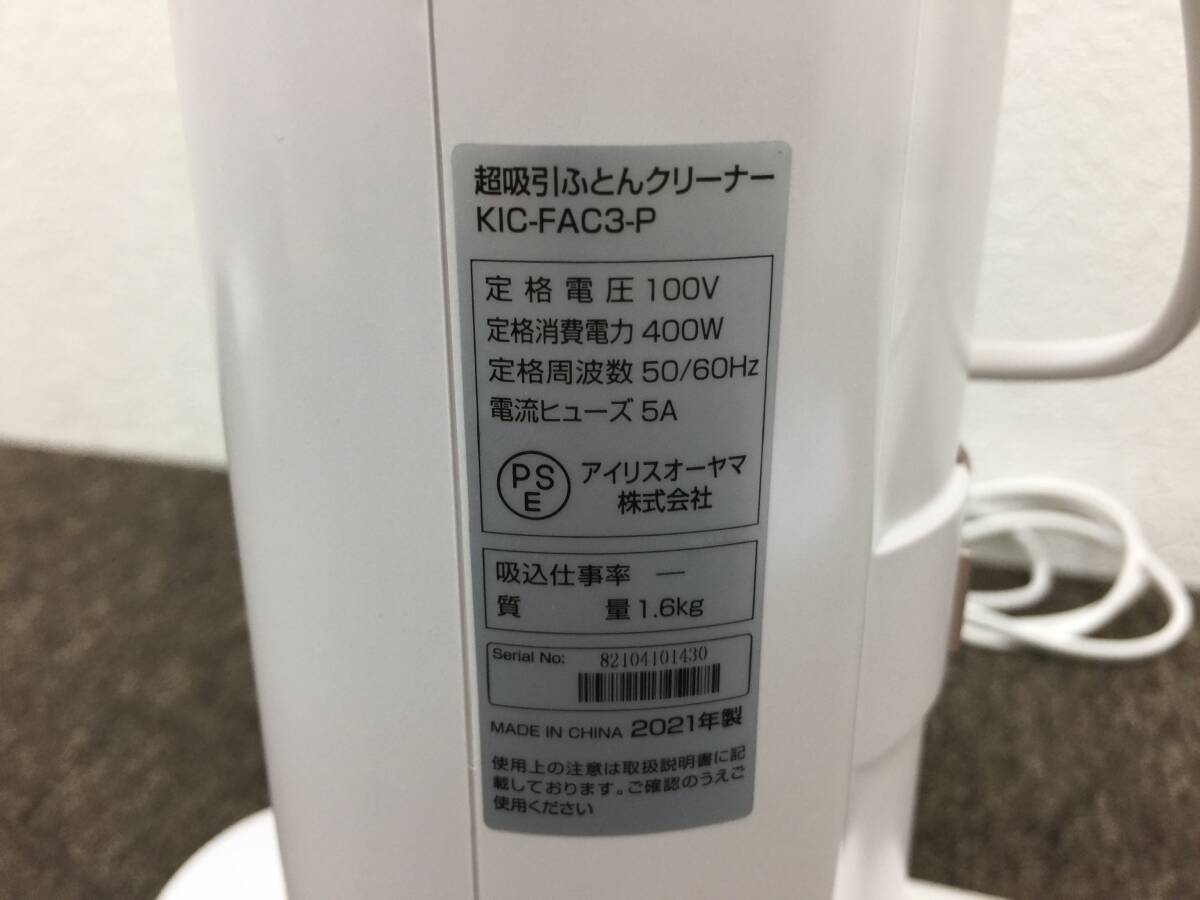 超吸引ふとんクリーナー
KIC-FAC3-P
定格電圧 100V
定格消費電力 400W
定格周波数 50/60Hz
電流ヒューズ 5A
PS
E
アイリスオーヤマ
株式会社
吸込仕事率 —
質量 1.6kg
Serial No: 82104101430
MADE IN CHINA 2021年製
使用上の注意は取扱説明書に記
載しております。ご確認のうえご
使用ください